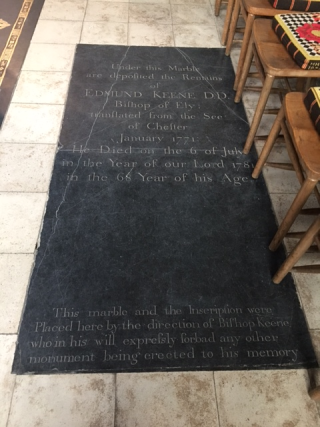 Under this Marble
are deposited the Remains
of
EDMUND KEENE D.D.
Bishop of Ely
translated from the See
of Chester
January 1771
He Died on the 6 of July
in the Year of our Lord 1781
in the 68 Year of his Age
This marble and the Inscription were
Placed here by the direction of Bishop Keene
who in his will expressly forbad any other
monument being erected to his memory